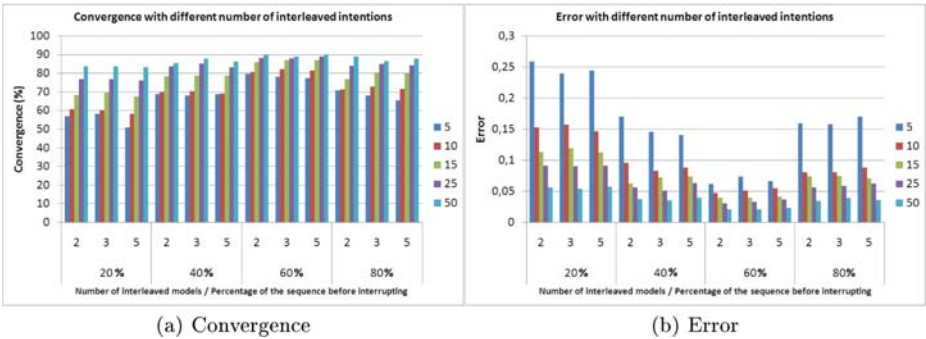 Convergence with different number of interleaved intentions
100
90
80
70
60
50
40
30
20
10
0
Convergence (%)
2 3 5 2 3 5 2 3 5 2 3 5
20% 40% 60% 80%
Number of interleaved models / Percentage of the sequence before interrupting
5
10
15
25
50
(a) Convergence
Error with different number of interleaved intentions
0,3
0,25
0,2
0,15
0,1
0,05
0
Error
2 3 5 2 3 5 2 3 5 2 3 5
20% 40% 60% 80%
Number of interleaved models / Percentage of the sequence before interrupting
5
10
15
25
50
(b) Error